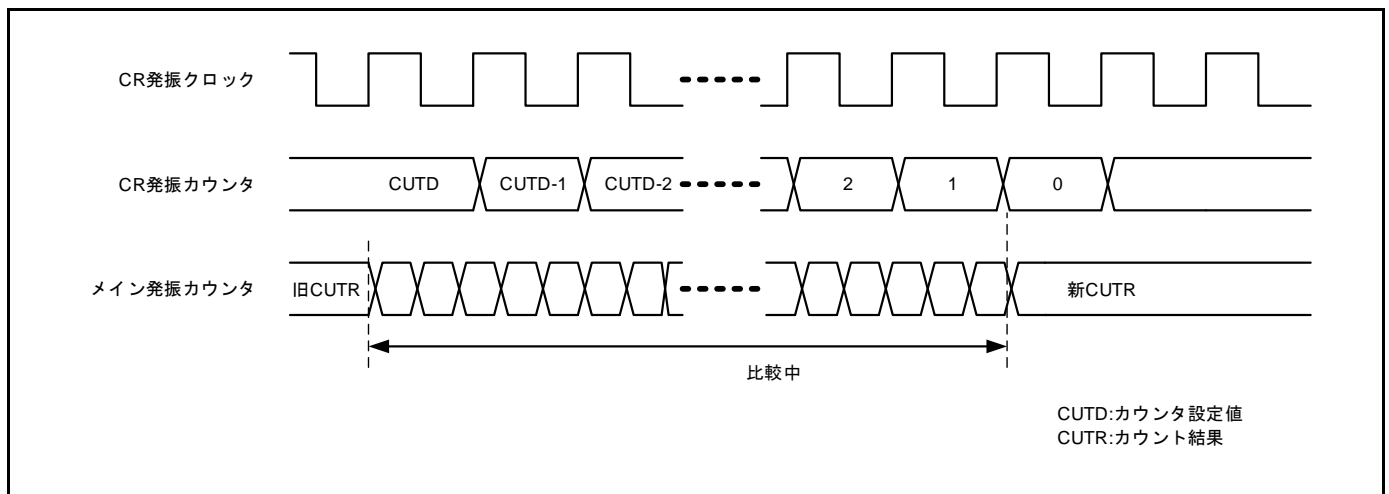 CR発振クロック
CR発振カウンタ
CUTD CUTD-1 CUTD-2 2 1 0
メイン発振カウンタ
旧CUTR 新CUTR
比較中
CUTD:カウンタ設定値
CUTR:カウント結果